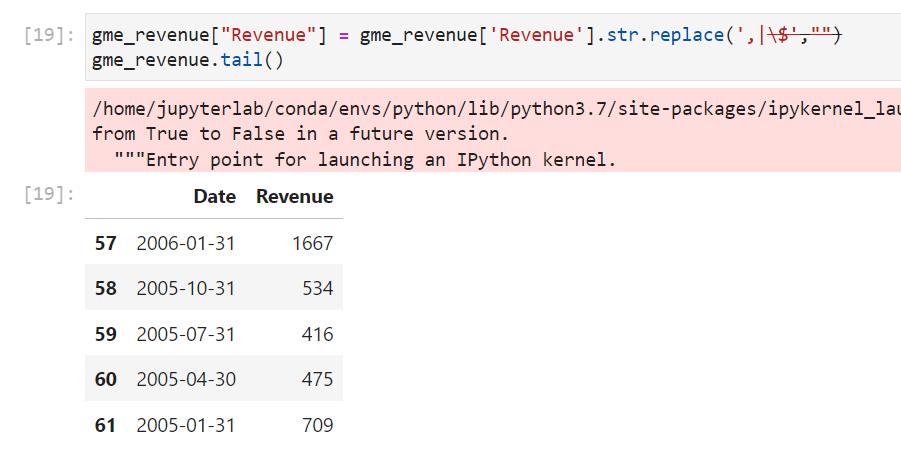 [19]: gme_revenue["Revenue"] = gme_revenue['Revenue'].str.replace(',|\$',"")
gme_revenue.tail()
/home/jupyterlab/conda/envs/python/lib/python3.7/site-packages/ipykernel_lau
from True to False in a future version.
"""Entry point for launching an IPython kernel.
[19]: Date Revenue
57 2006-01-31 1667
58 2005-10-31 534
59 2005-07-31 416
60 2005-04-30 475
61 2005-01-31 709